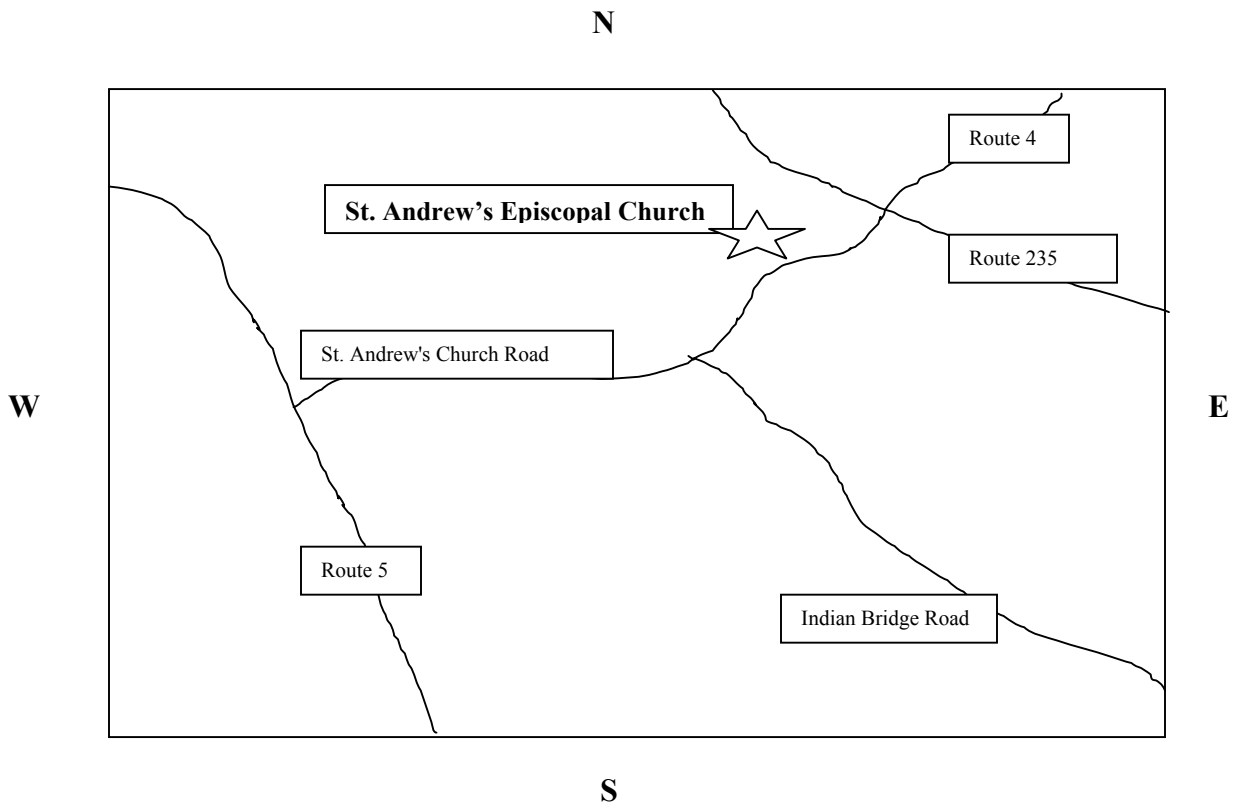 N
Route 4
St. Andrew’s Episcopal Church
Route 235
St. Andrew's Church Road
W
E
Route 5
Indian Bridge Road
S